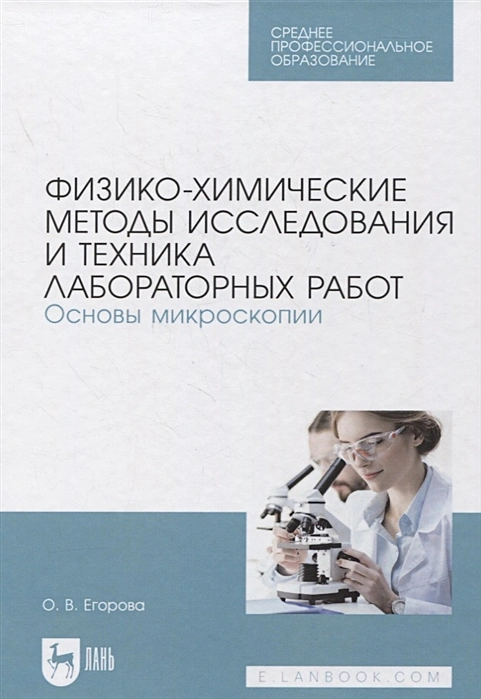 СРЕДНЕЕ
ПРОФЕССИОНАЛЬНОЕ
ОБРАЗОВАНИЕ
ФИЗИКО-ХИМИЧЕСКИЕ
МЕТОДЫ ИССЛЕДОВАНИЯ
И ТЕХНИКА
ЛАБОРАТОРНЫХ РАБОТ
Основы микроскопии
О. В. Егорова
ЛАНЬ
E.LANBOOK.COM